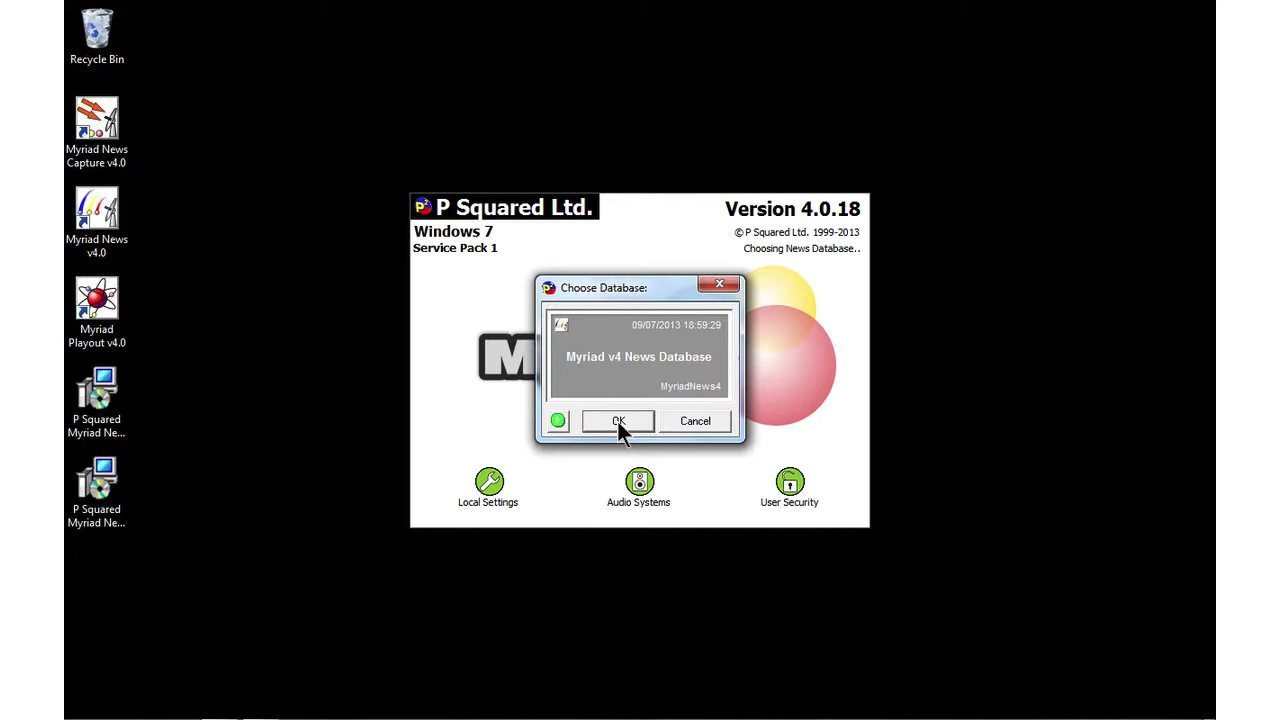 Recycle Bin
Myriad News
Capture v4.0
Myriad News
v4.0
Myriad
Playout v4.0
P Squared
Myriad Ne...
P Squared
Myriad Ne...
P Squared Ltd.
Version 4.0.18
Windows 7
© P Squared Ltd. 1999-2013
Service Pack 1
Choosing News Database..
Choose Database:
09/07/2013 18:59:29
Myriad v4 News Database
MyriadNews4
M
OK
Cancel
Local Settings
Audio Systems
User Security